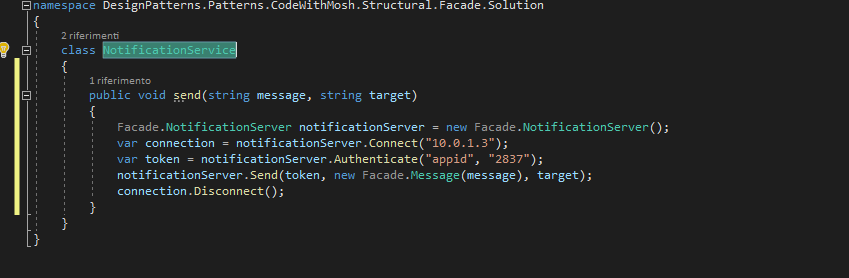 namespace DesignPatterns.Patterns.CodeWithMosh.Structural.Facade.Solution
{
2 riferimenti
class NotificationService
{
1 riferimento
public void send(string message, string target)
{
Facade.NotificationServer notificationServer = new Facade.NotificationServer();
var connection = notificationServer.Connect("10.0.1.3");
var token = notificationServer.Authenticate("appid", "2837");
notificationServer.Send(token, new Facade.Message(message), target);
connection.Disconnect();
}
}
}